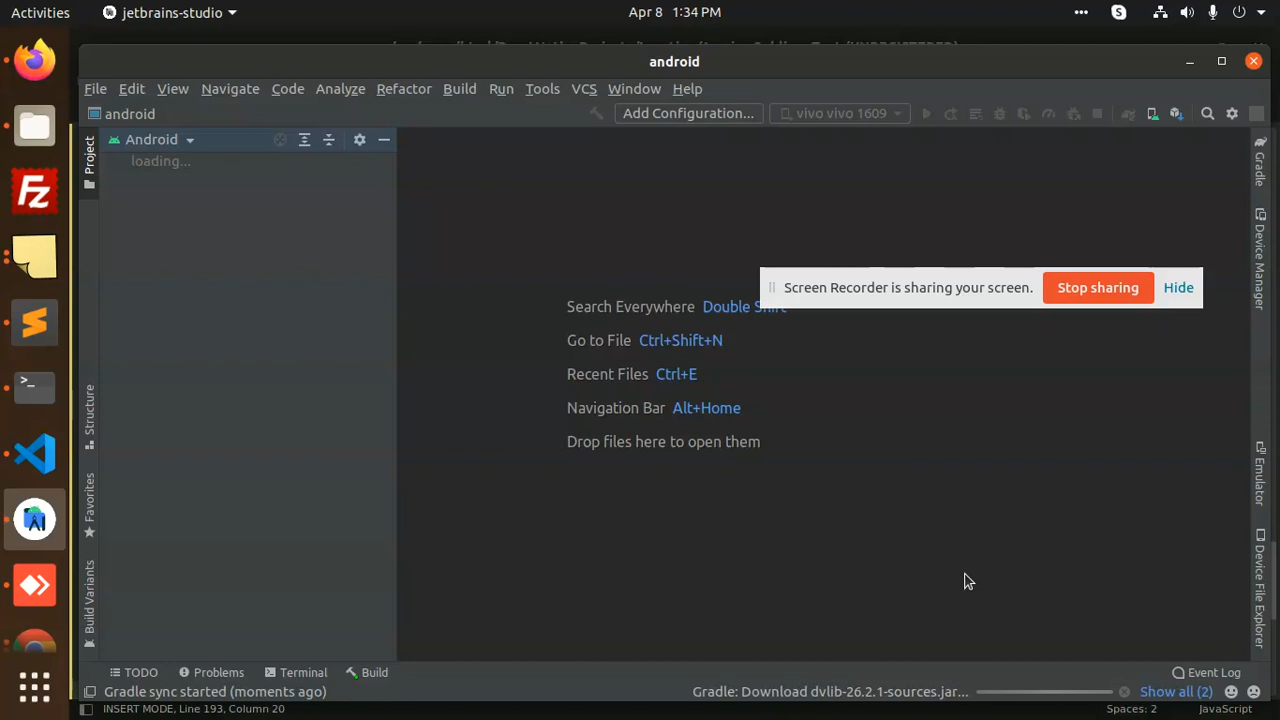 Activities jetbrains-studio Apr 8 1:34 PM
android
File Edit View Navigate Code Analyze Refactor Build Run Tools VCS Window Help
android Add Configuration... vivo vivo 1609
Android
loading...
Project
Structure
Favorites
Build Variants
Gradle
Device Manager
Emulator
Device File Explorer
Screen Recorder is sharing your screen. Stop sharing Hide
Search Everywhere Double Shift
Go to File Ctrl+Shift+N
Recent Files Ctrl+E
Navigation Bar Alt+Home
Drop files here to open them
TODO Problems Terminal Build Event Log
Gradle sync started (moments ago) Gradle: Download dvlib-26.2.1-sources.jar... Show all (2)
INSERT MODE, Line 193, Column 20 Spaces: 2 JavaScript